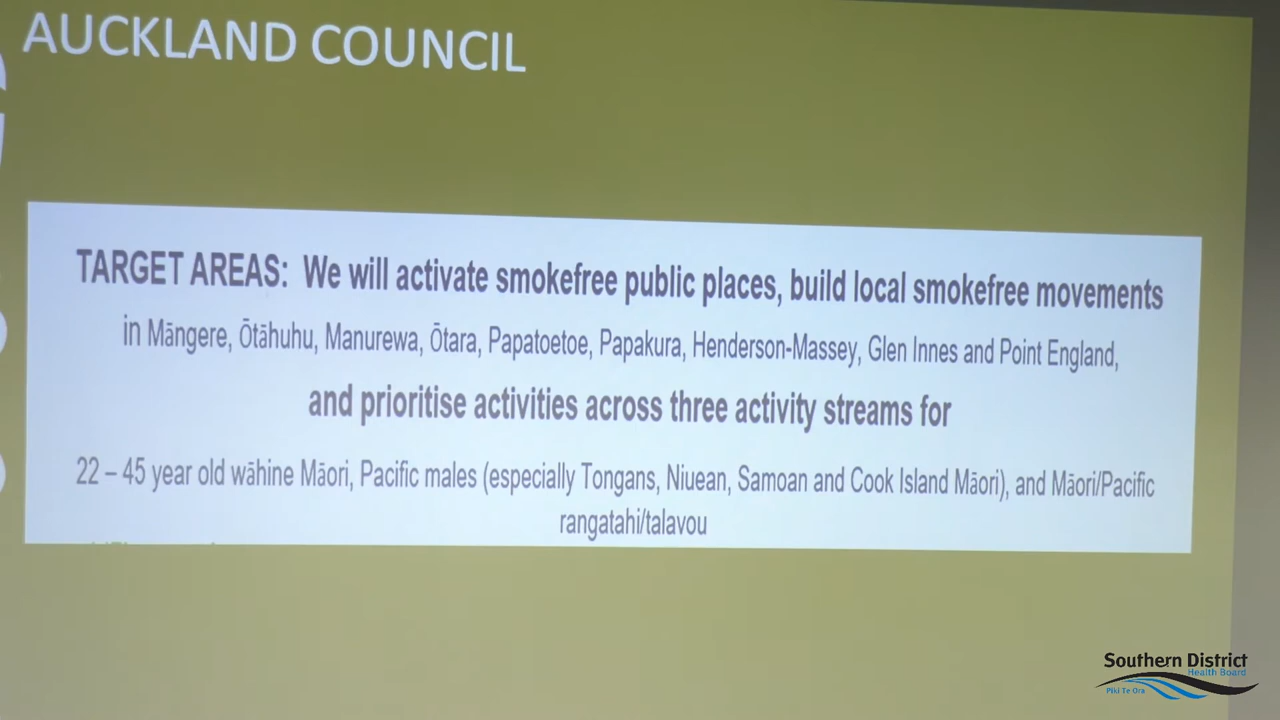 AUCKLAND COUNCIL
TARGET AREAS: We will activate smokefree public places, build local smokefree movements
in Māngere, Ōtāhuhu, Manurewa, Ōtara, Papatoetoe, Papakura, Henderson-Massey, Glen Innes and Point England,
and prioritise activities across three activity streams for
22 – 45 year old wāhine Māori, Pacific males (especially Tongans, Niuean, Samoan and Cook Island Māori), and Māori/Pacific
rangatahi/talavou
Southern District
Health Board
Piki Te Ora